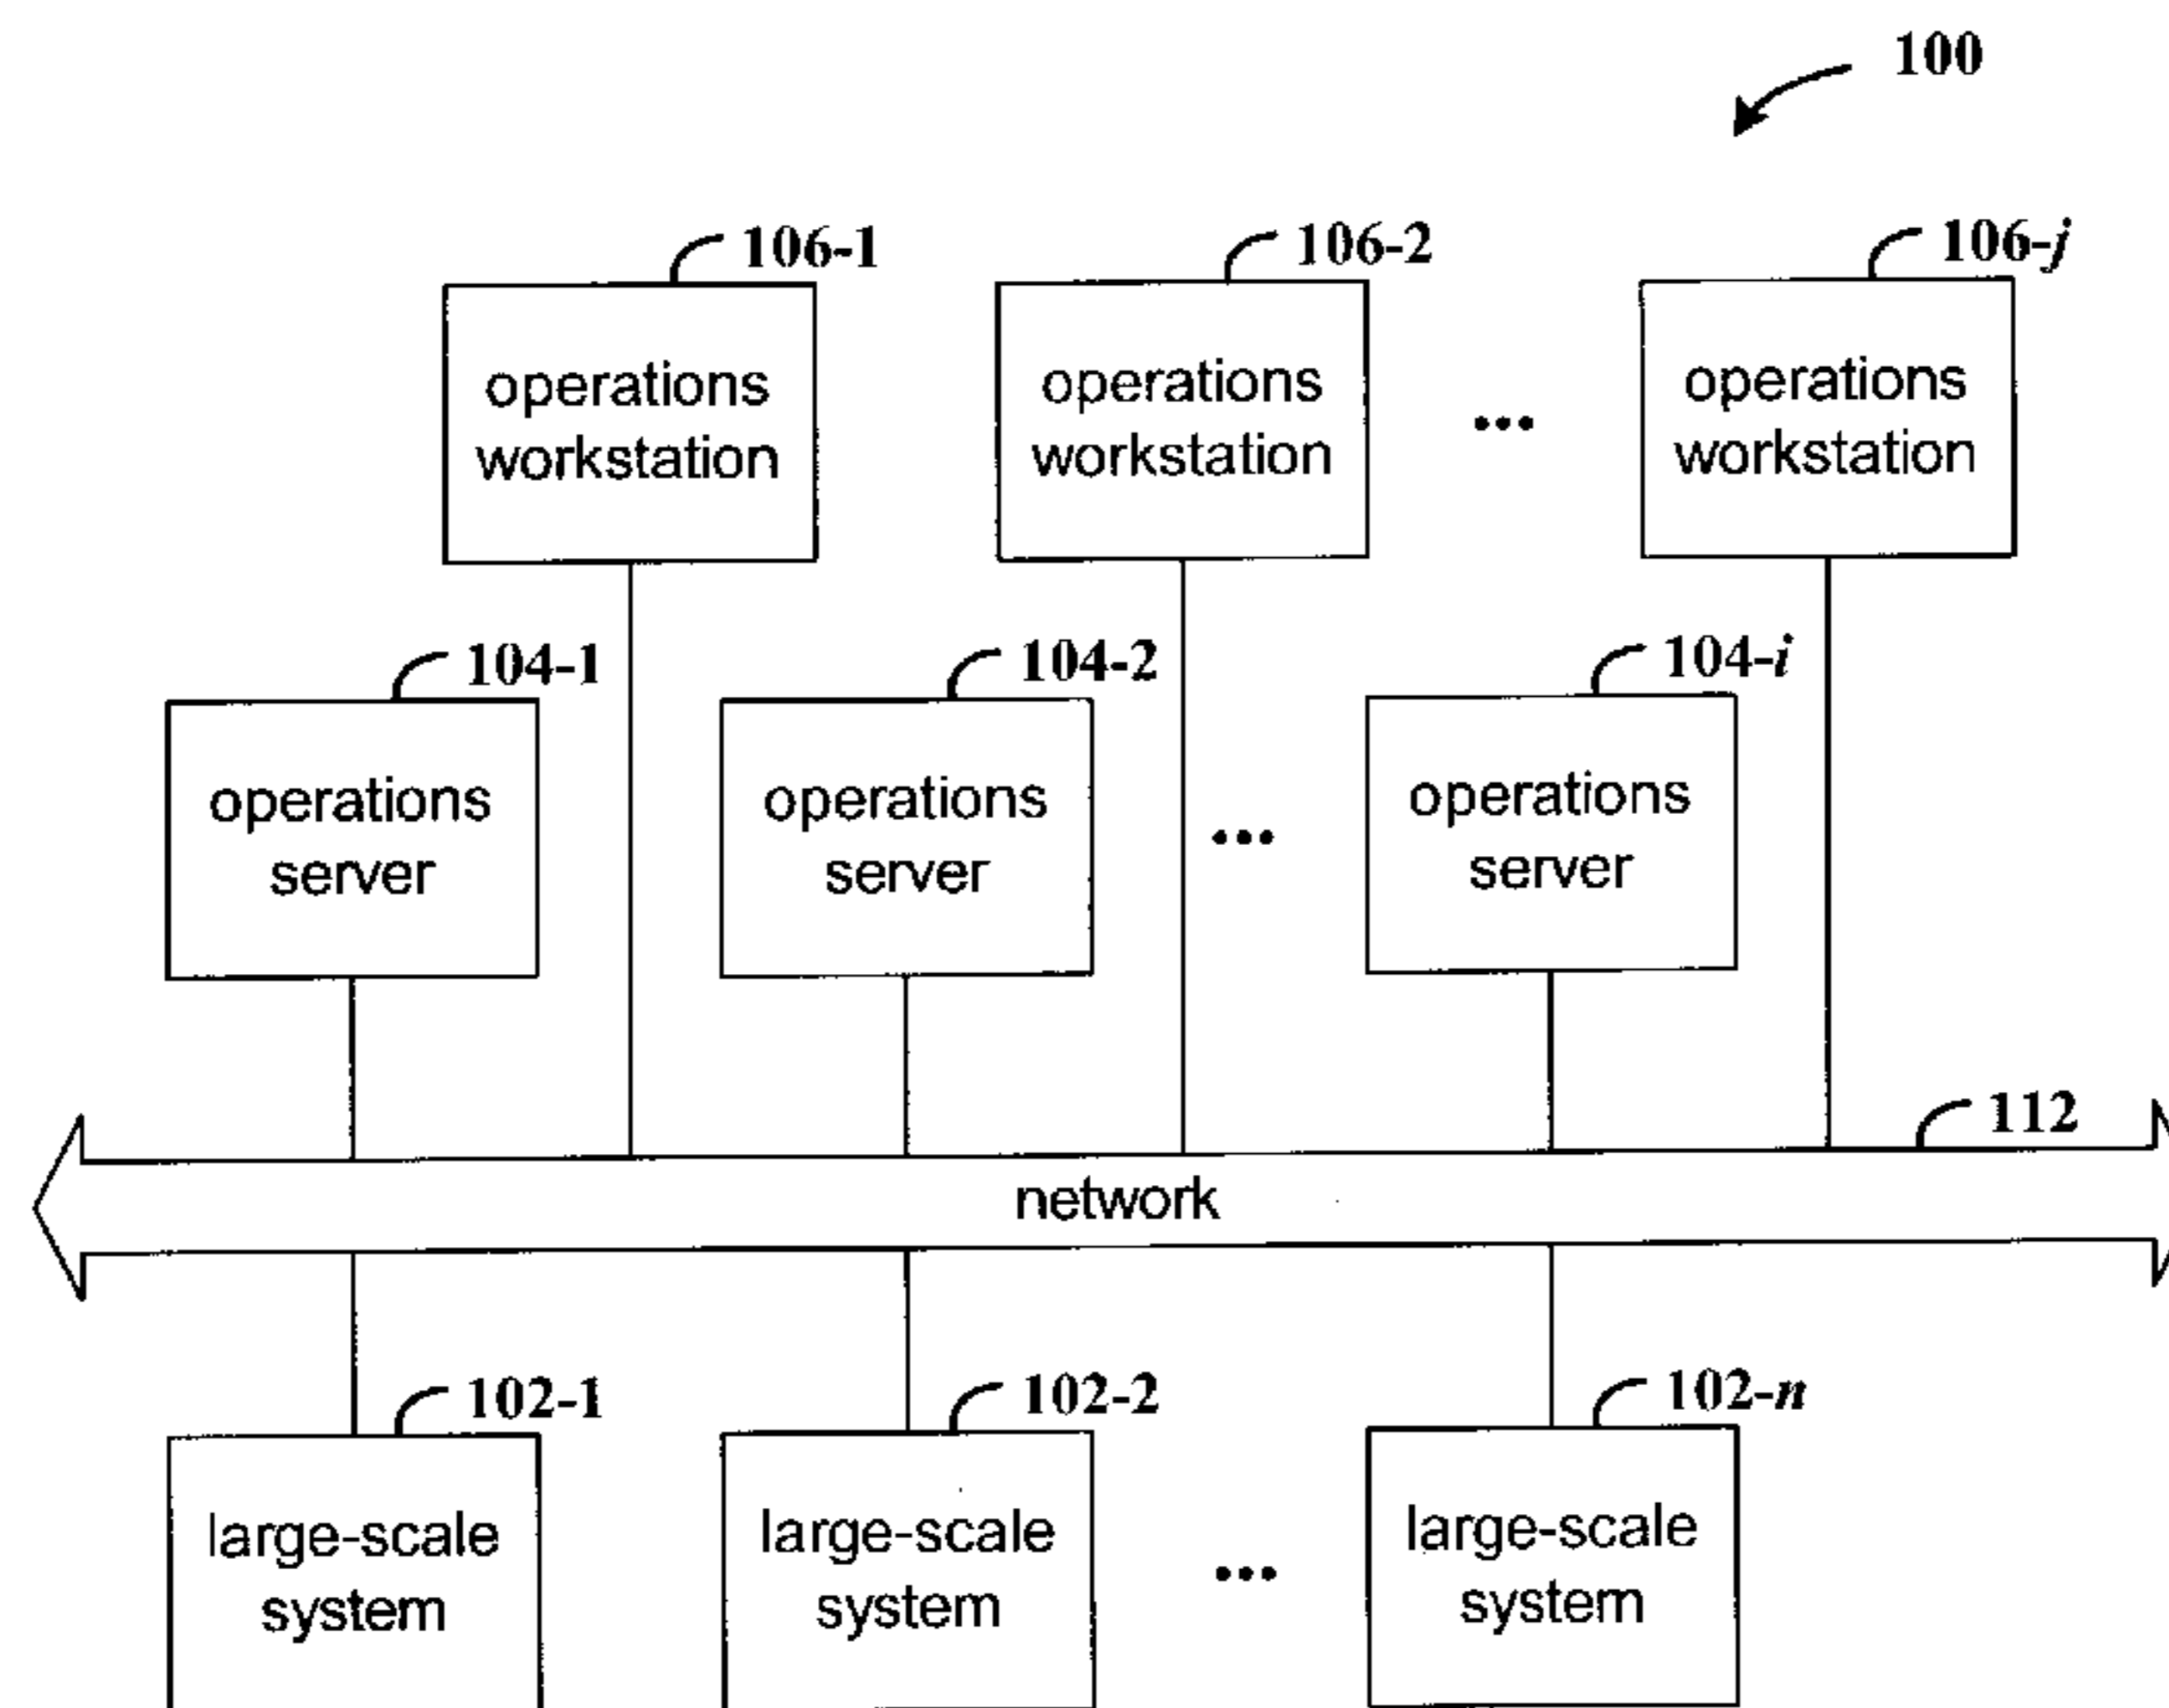 100
106-1
106-2
106-j
operations
workstation
operations
workstation
...
operations
workstation
104-1
104-2
104-i
operations
server
operations
server
...
operations
server
112
network
102-1
102-2
102-n
large-scale
system
large-scale
system
...
large-scale
system